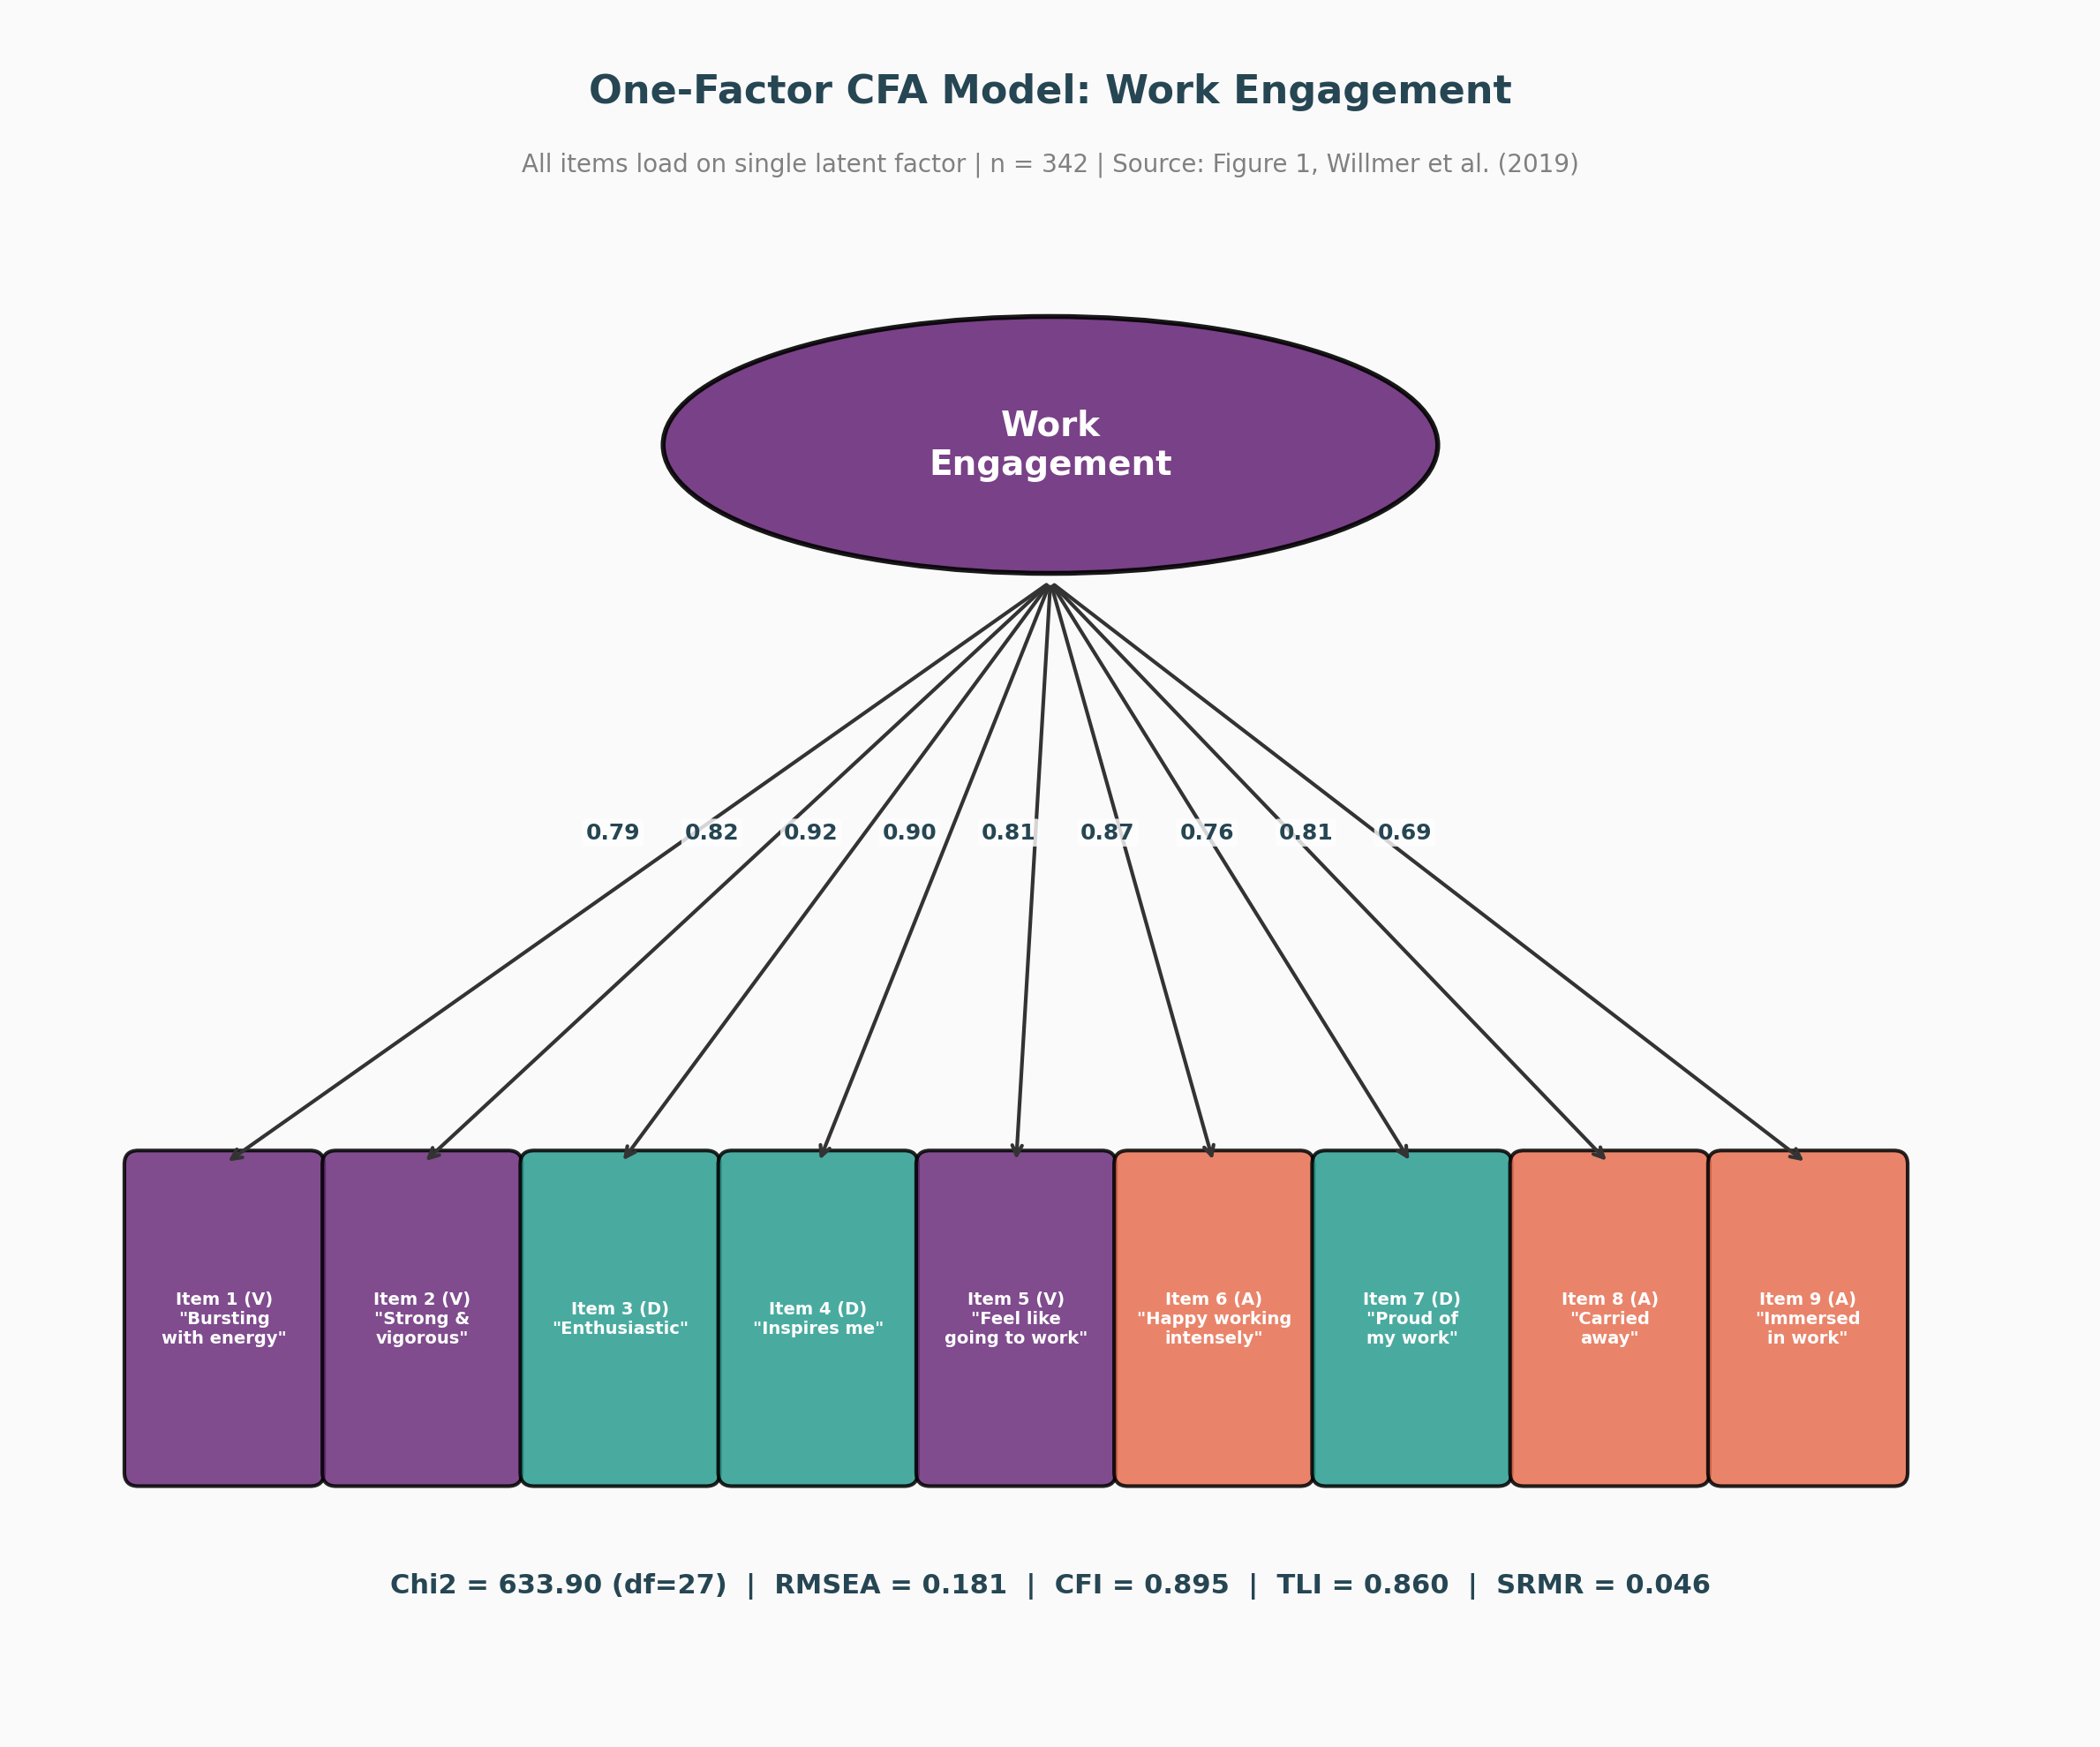 One-Factor CFA Model: Work Engagement
All items load on single latent factor | n = 342 | Source: Figure 1, Willmer et al. (2019)
Work
Engagement
0.79
0.82
0.92
0.90
0.81
0.87
0.76
0.81
0.69
Item 1 (V)
"Bursting
with energy"
Item 2 (V)
"Strong &
vigorous"
Item 3 (D)
"Enthusiastic"
Item 4 (D)
"Inspires me"
Item 5 (V)
"Feel like
going to work"
Item 6 (A)
"Happy working
intensely"
Item 7 (D)
"Proud of
my work"
Item 8 (A)
"Carried
away"
Item 9 (A)
"Immersed
in work"
Chi2 = 633.90 (df=27) | RMSEA = 0.181 | CFI = 0.895 | TLI = 0.860 | SRMR = 0.046